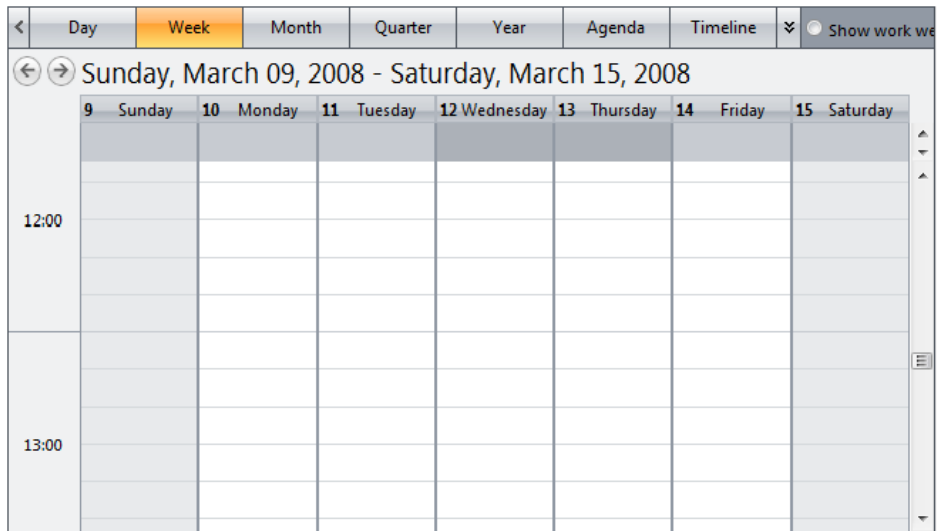 Day Week Month Quarter Year Agenda Timeline Show work we
Sunday, March 09, 2008 - Saturday, March 15, 2008
9 Sunday 10 Monday 11 Tuesday 12 Wednesday 13 Thursday 14 Friday 15 Saturday
12:00
13:00